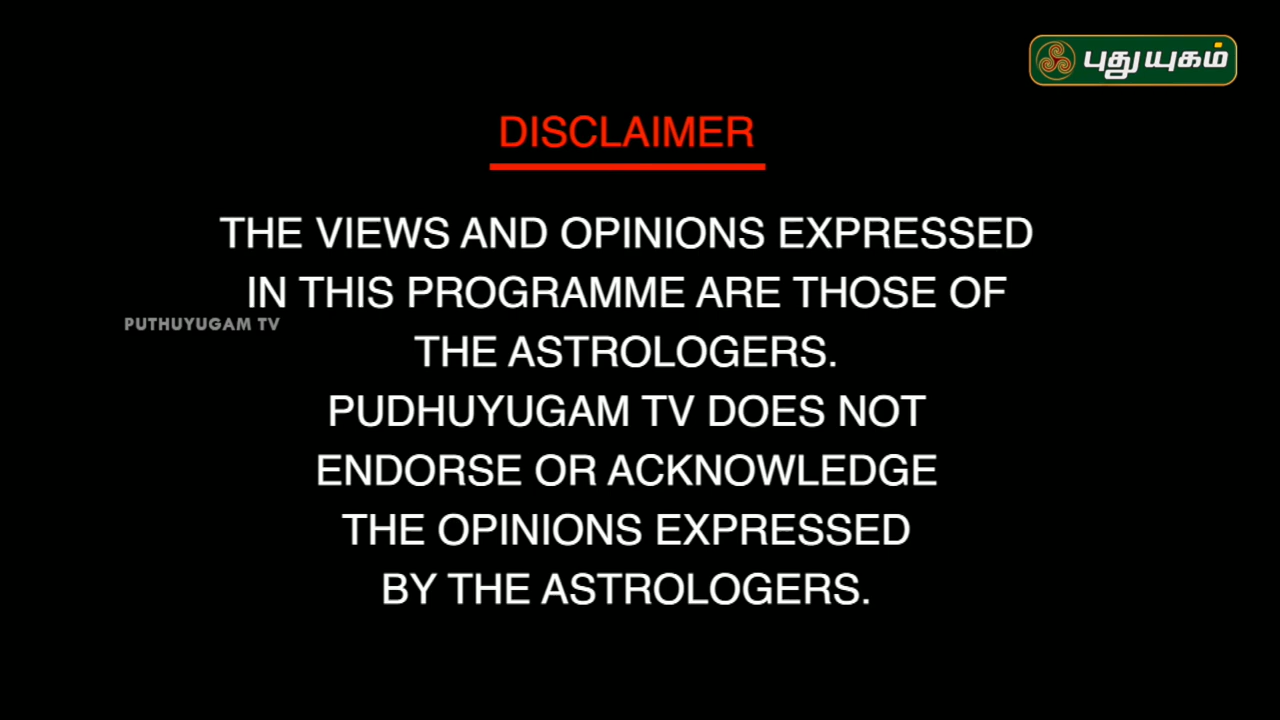 புதுயுகம்
DISCLAIMER
THE VIEWS AND OPINIONS EXPRESSED
IN THIS PROGRAMME ARE THOSE OF
PUTHUYUGAM TV
THE ASTROLOGERS.
PUDHUYUGAM TV DOES NOT
ENDORSE OR ACKNOWLEDGE
THE OPINIONS EXPRESSED
BY THE ASTROLOGERS.